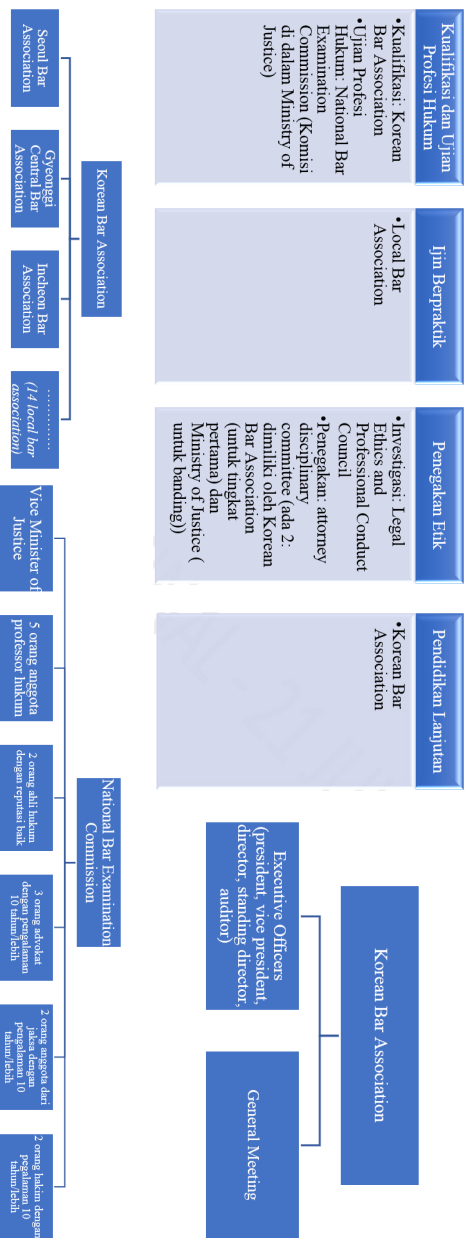 Kualifikasi dan Ujian
Profesi Hukum
•Kualifikasi: Korean
Bar Association
•Ujian Profesi
Hukum: National Bar
Examination
Commission (Komisi
di dalam Ministry of
Justice)
Ijin Berpraktik
•Local Bar
Association
Penegakan Etik
•Investigasi: Legal
Ethics and
Professional Conduct
Council
•Penegakan: attorney
disciplinary
committee (ada 2:
dimiliki oleh Korean
Bar Association
(untuk tingkat
pertama) dan
Ministry of Justice (
untuk banding))
Pendidikan Lanjutan
•Korean Bar
Association
Korean Bar Association
Executive Officers
(president, vice president,
director, standing director,
auditor)
General Meeting
Korean Bar Association
Seoul Bar
Association
Gyeonggi
Central Bar
Association
Incheon Bar
Association
............
(14 local bar
association)
National Bar Examination
Commission
Vice Minister of
Justice
5 orang anggota
professor hukum
2 orang ahli hukum
dengan reputasi baik
3 orang advokat
dengan pengalaman
10 tahun/lebih
2 orang anggota dari
jaksa dengan
pengalaman 10
tahun/lebih
2 orang hakim dengan
pegalaman 10
tahun/lebih